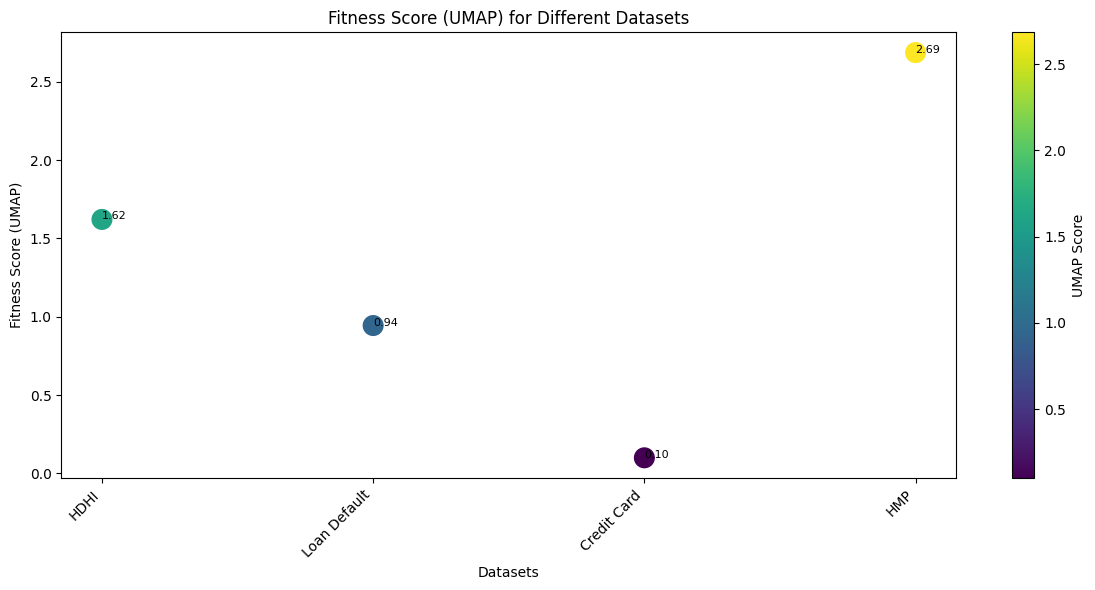 Fitness Score (UMAP) for Different Datasets
Fitness Score (UMAP)
2.5
2.0
1.5
1.0
0.5
0.0
1.62
0.94
0.10
2.69
HDHI
Loan Default
Credit Card
HMP
Datasets
2.5
2.0
1.5
1.0
0.5
UMAP Score